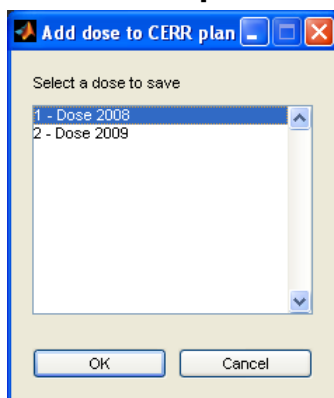 Add dose to CERR plan
Select a dose to save
1 - Dose 2008
2 - Dose 2009
OK
Cancel